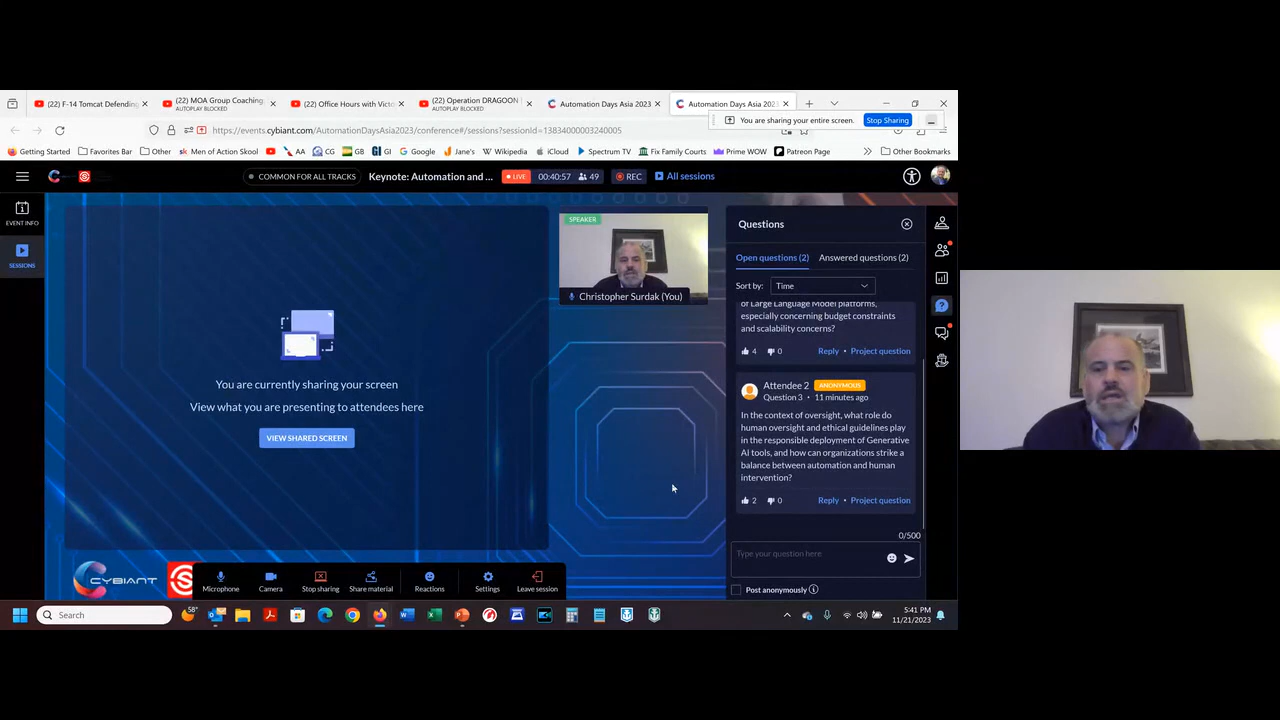 (22) F-14 Tomcat Defending
(22) MOA Group Coaching
AUTOPLAY BLOCKED
(22) Office Hours with Victo
(22) Operation DRAGOON
AUTOPLAY BLOCKED
Automation Days Asia 2023
Automation Days Asia 202
You are sharing your entire screen.
Stop Sharing
https://events.cybiant.com/AutomationDaysAsia2023/conference#/sessions?sessionId=13834000003240005
Getting Started
Favorites Bar
Other
sk Men of Action Skool
AA
CG
GB
GI
Google
Jane's
Wikipedia
iCloud
Spectrum TV
Fix Family Courts
Prime WOW
Patreon Page
Other Bookmarks
COMMON FOR ALL TRACKS
Keynote: Automation and ...
LIVE
00:40:57
49
REC
All sessions
EVENT INFO
SESSIONS
You are currently sharing your screen
View what you are presenting to attendees here
VIEW SHARED SCREEN
SPEAKER
Christopher Surdak (You)
Questions
Open questions (2)
Answered questions (2)
Sort by:
Time
of Large Language Model platforms,
especially concerning budget constraints
and scalability concerns?
4
0
Reply • Project question
Attendee 2
ANONYMOUS
Question 3 • 11 minutes ago
In the context of oversight, what role do
human oversight and ethical guidelines play
in the responsible deployment of Generative
AI tools, and how can organizations strike a
balance between automation and human
intervention?
2
0
Reply • Project question
0/500
Type your question here
Post anonymously
CYBIANT
Microphone
Camera
Stop sharing
Share material
Reactions
Settings
Leave session
Search
58°
5:41 PM
11/21/2023